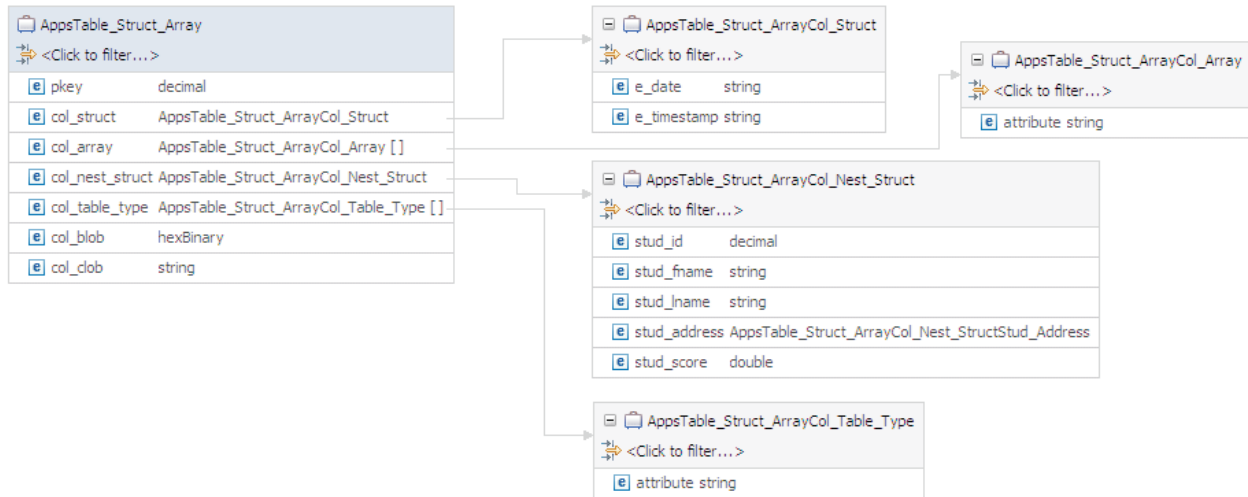 AppsTable_Struct_Array
<Click to filter...>
e pkey decimal
e col_struct AppsTable_Struct_ArrayCol_Struct
e col_array AppsTable_Struct_ArrayCol_Array [ ]
e col_nest_struct AppsTable_Struct_ArrayCol_Nest_Struct
e col_table_type AppsTable_Struct_ArrayCol_Table_Type [ ]
e col_blob hexBinary
e col_clob string
AppsTable_Struct_ArrayCol_Struct
<Click to filter...>
e e_date string
e e_timestamp string
AppsTable_Struct_ArrayCol_Array
<Click to filter...>
e attribute string
AppsTable_Struct_ArrayCol_Nest_Struct
<Click to filter...>
e stud_id decimal
e stud_fname string
e stud_lname string
e stud_address AppsTable_Struct_ArrayCol_Nest_StructStud_Address
e stud_score double
AppsTable_Struct_ArrayCol_Table_Type
<Click to filter...>
e attribute string